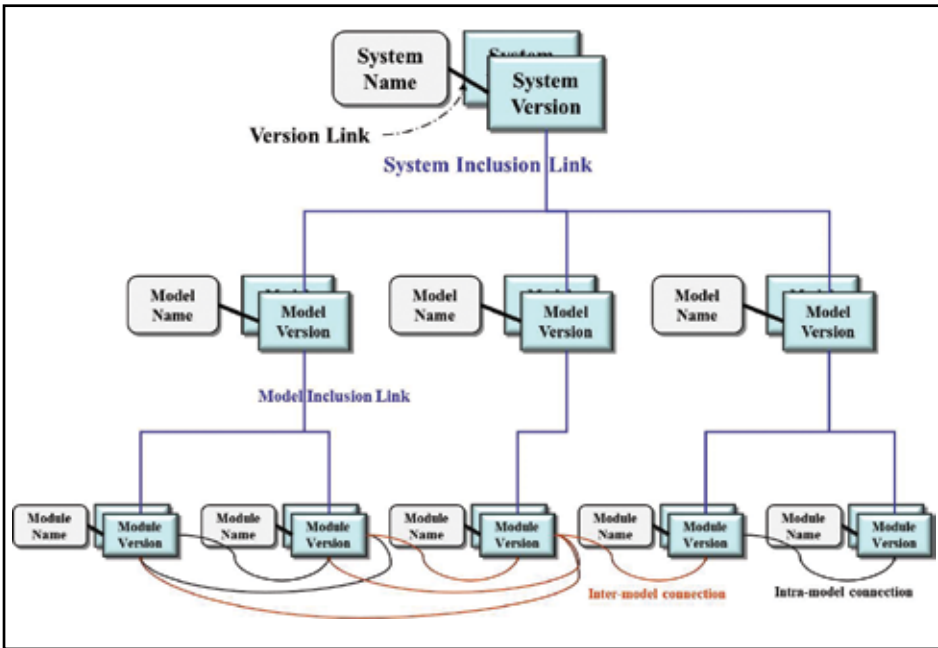 System
Name
System
System
Version
Version Link
System Inclusion Link
Model
Name
Model
Version
Model
Name
Model
Version
Model
Name
Model
Version
Model Inclusion Link
Module
Name
Module
Version
Module
Name
Module
Version
Module
Name
Module
Version
Module
Name
Module
Version
Module
Name
Module
Version
Inter-model connection
Intra-model connection